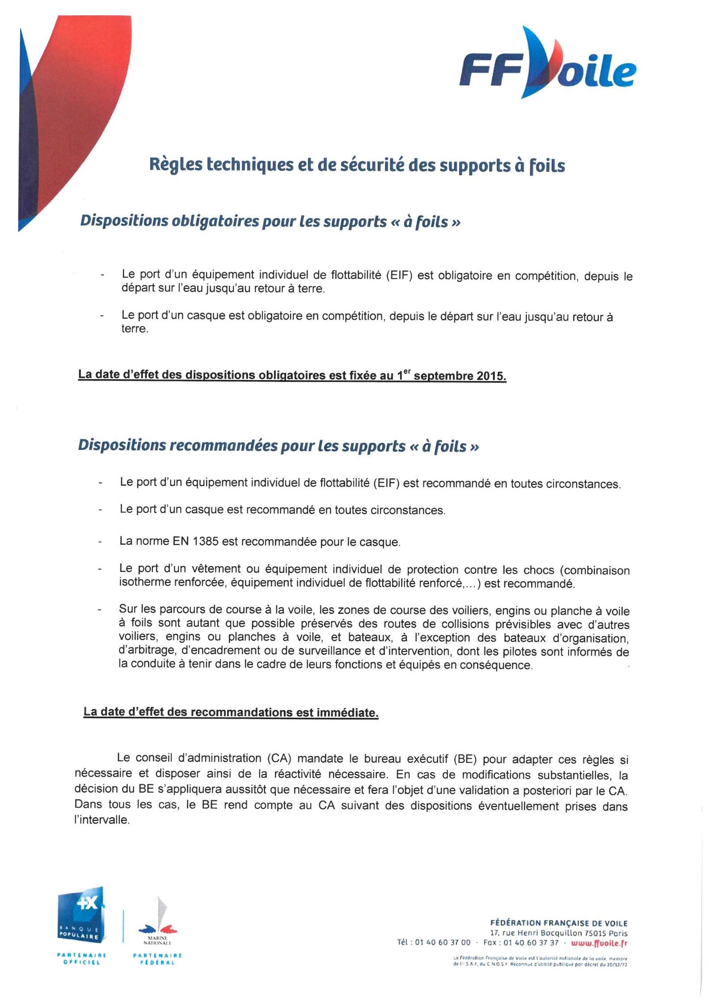 FFVoile
Règles techniques et de sécurité des supports à foils
Dispositions obligatoires pour les supports « à foils »
- Le port d'un équipement individuel de flottabilité (EIF) est obligatoire en compétition, depuis le
départ sur l'eau jusqu'au retour à terre.
- Le port d'un casque est obligatoire en compétition, depuis le départ sur l'eau jusqu'au retour à
terre.
La date d'effet des dispositions obligatoires est fixée au 1er septembre 2015.
Dispositions recommandées pour les supports « à foils »
- Le port d'un équipement individuel de flottabilité (EIF) est recommandé en toutes circonstances.
- Le port d'un casque est recommandé en toutes circonstances.
- La norme EN 1385 est recommandée pour le casque.
- Le port d'un vêtement ou équipement individuel de protection contre les chocs (combinaison
isotherme renforcée, équipement individuel de flottabilité renforcé,...) est recommandé.
- Sur les parcours de course à la voile, les zones de course des voiliers, engins ou planche à voile
à foils sont autant que possible préservés des routes de collisions prévisibles avec d'autres
voiliers, engins ou planches à voile, et bateaux, à l'exception des bateaux d'organisation,
d'arbitrage, d'encadrement ou de surveillance et d'intervention, dont les pilotes sont informés de
la conduite à tenir dans le cadre de leurs fonctions et équipés en conséquence.
La date d'effet des recommandations est immédiate.
Le conseil d'administration (CA) mandate le bureau exécutif (BE) pour adapter ces règles si
nécessaire et disposer ainsi de la réactivité nécessaire. En cas de modifications substantielles, la
décision du BE s'appliquera aussitôt que nécessaire et fera l'objet d'une validation a posteriori par le CA.
Dans tous les cas, le BE rend compte au CA suivant des dispositions éventuellement prises dans
l'intervalle.
+X
BANQUE
POPULAIRE
PARTENAIRE
OFFICIEL
MARINE
NATIONALE
PARTENAIRE
FÉDÉRAL
FÉDÉRATION FRANÇAISE DE VOILE
17, rue Henri Bocquillon 75015 Paris
Tél : 01 40 60 37 00 - Fax : 01 40 60 37 37 - www.ffvoile.fr
La Fédération Française de Voile est l'autorité nationale de la voile, membre
de l'I.S.A.F, du C.N.O.S.F. Reconnue d'utilité publique par décret du 20/12/72